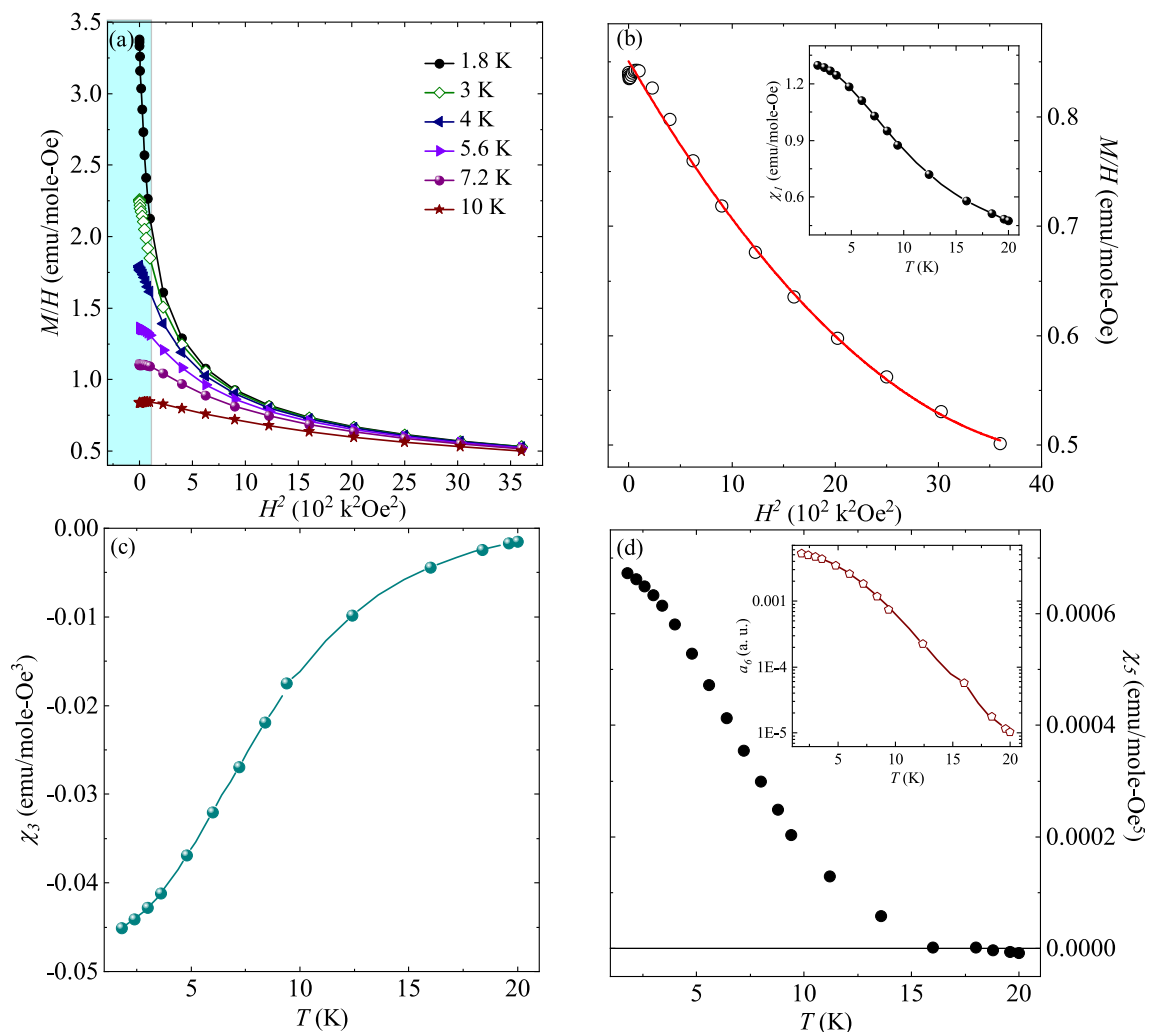 (a)
3.5
3.0
2.5
2.0
1.5
1.0
0.5
M/H (emu/mole-Oe)
1.8 K
3 K
4 K
5.6 K
7.2 K
10 K
0 5 10 15 20 25 30 35
H² (10² k²Oe²)
(b)
0.8
0.7
0.6
0.5
M/H (emu/mole-Oe)
0 10 20 30 40
H² (10² k²Oe²)
1.2
0.9
0.6
χ₁ (emu/mole-Oe)
5 10 15 20
T (K)
(c)
0.00
-0.01
-0.02
-0.03
-0.04
-0.05
χ₃ (emu/mole-Oe³)
5 10 15 20
T (K)
(d)
0.0006
0.0004
0.0002
0.0000
χ₅ (emu/mole-Oe⁵)
5 10 15 20
T (K)
0.001
1E-4
1E-5
a₆ (a. u.)
5 10 15 20
T (K)